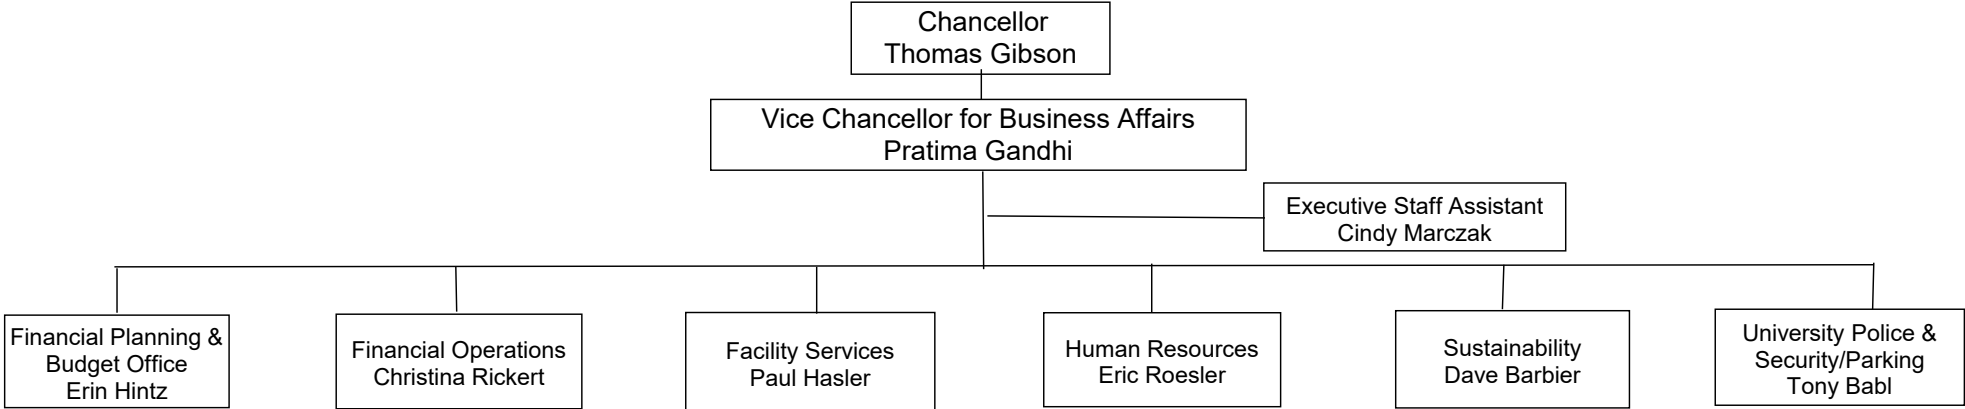 Chancellor
Thomas Gibson
Vice Chancellor for Business Affairs
Pratima Gandhi
Executive Staff Assistant
Cindy Marczak
Financial Planning &
Budget Office
Erin Hintz
Financial Operations
Christina Rickert
Facility Services
Paul Hasler
Human Resources
Eric Roesler
Sustainability
Dave Barbier
University Police &
Security/Parking
Tony Babl